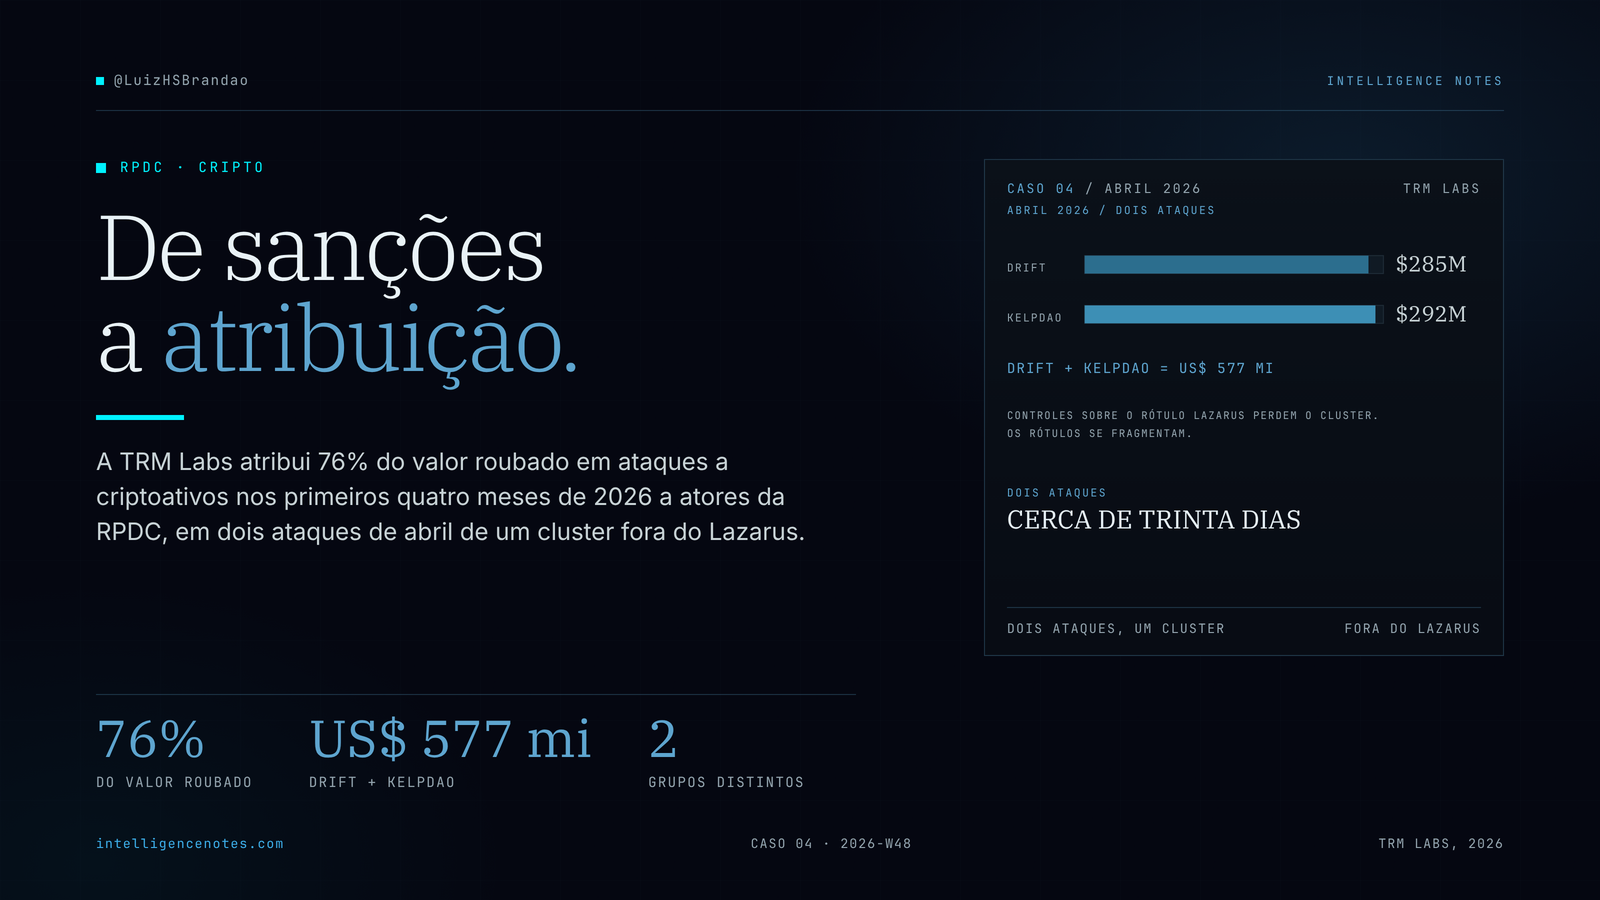 @LuizHSBrandao
INTELLIGENCE NOTES
RPDC · CRIPTO
De sanções
a atribuição.
A TRM Labs atribui 76% do valor roubado em ataques a
criptoativos nos primeiros quatro meses de 2026 a atores da
RPDC, em dois ataques de abril de um cluster fora do Lazarus.
CASO 04 / ABRIL 2026
TRM LABS
ABRIL 2026 / DOIS ATAQUES
DRIFT
$285M
KELPDAO
$292M
DRIFT + KELPDAO = US$ 577 MI
CONTROLES SOBRE O RÓTULO LAZARUS PERDEM O CLUSTER.
OS RÓTULOS SE FRAGMENTAM.
DOIS ATAQUES
CERCA DE TRINTA DIAS
DOIS ATAQUES, UM CLUSTER
FORA DO LAZARUS
76%
DO VALOR ROUBADO
US$ 577 mi
DRIFT + KELPDAO
2
GRUPOS DISTINTOS
intelligencenotes.com
CASO 04 · 2026-W48
TRM LABS, 2026